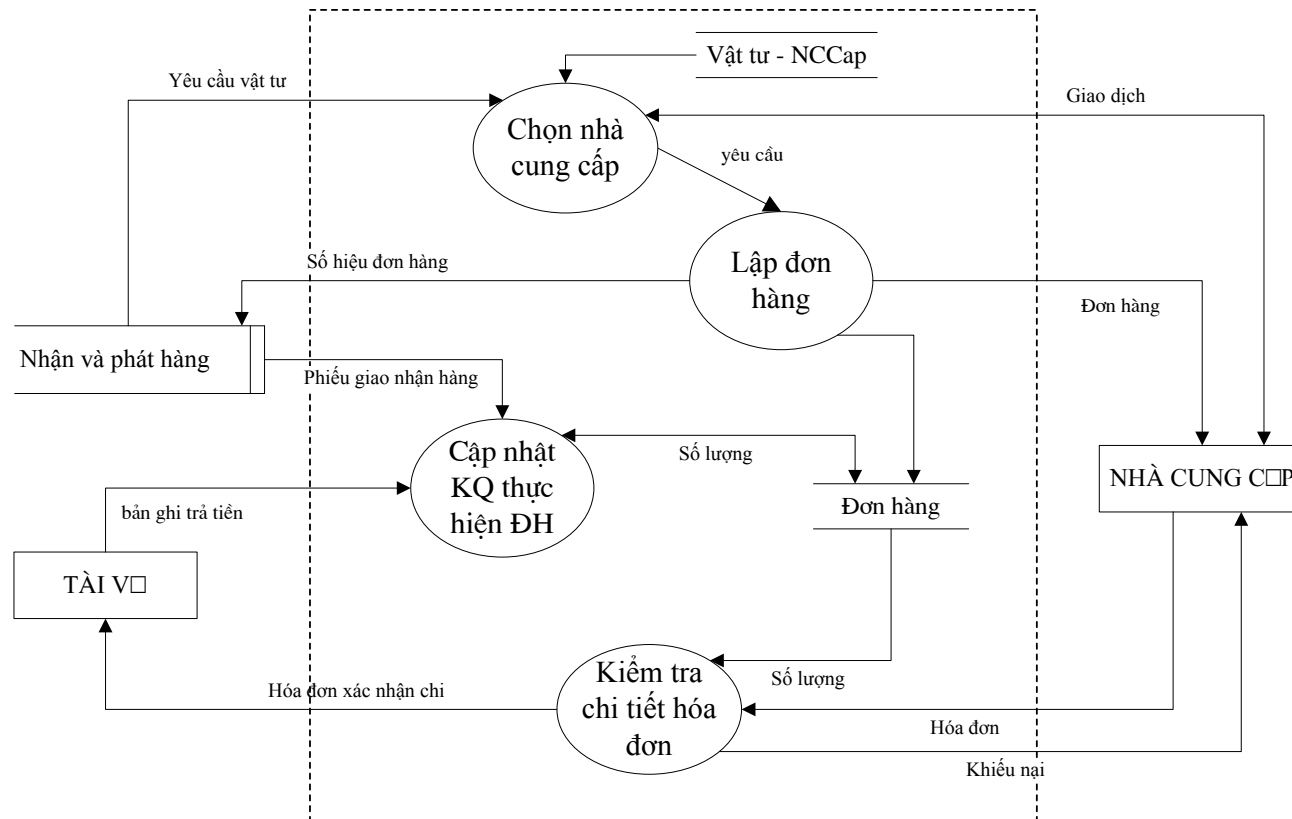 Vật tư - NCCap
Yêu cầu vật tư
Giao dịch
Chọn nhà
cung cấp
yêu cầu
Số hiệu đơn hàng
Lập đơn
hàng
Đơn hàng
Nhận và phát hàng
Phiếu giao nhận hàng
Cập nhật
KQ thực
hiện ĐH
Số lượng
NHÀ CUNG C□P
bản ghi trả tiền
Đơn hàng
TÀI V□
Kiểm tra
chi tiết hóa
đơn
Số lượng
Hóa đơn xác nhận chi
Hóa đơn
Khiếu nại